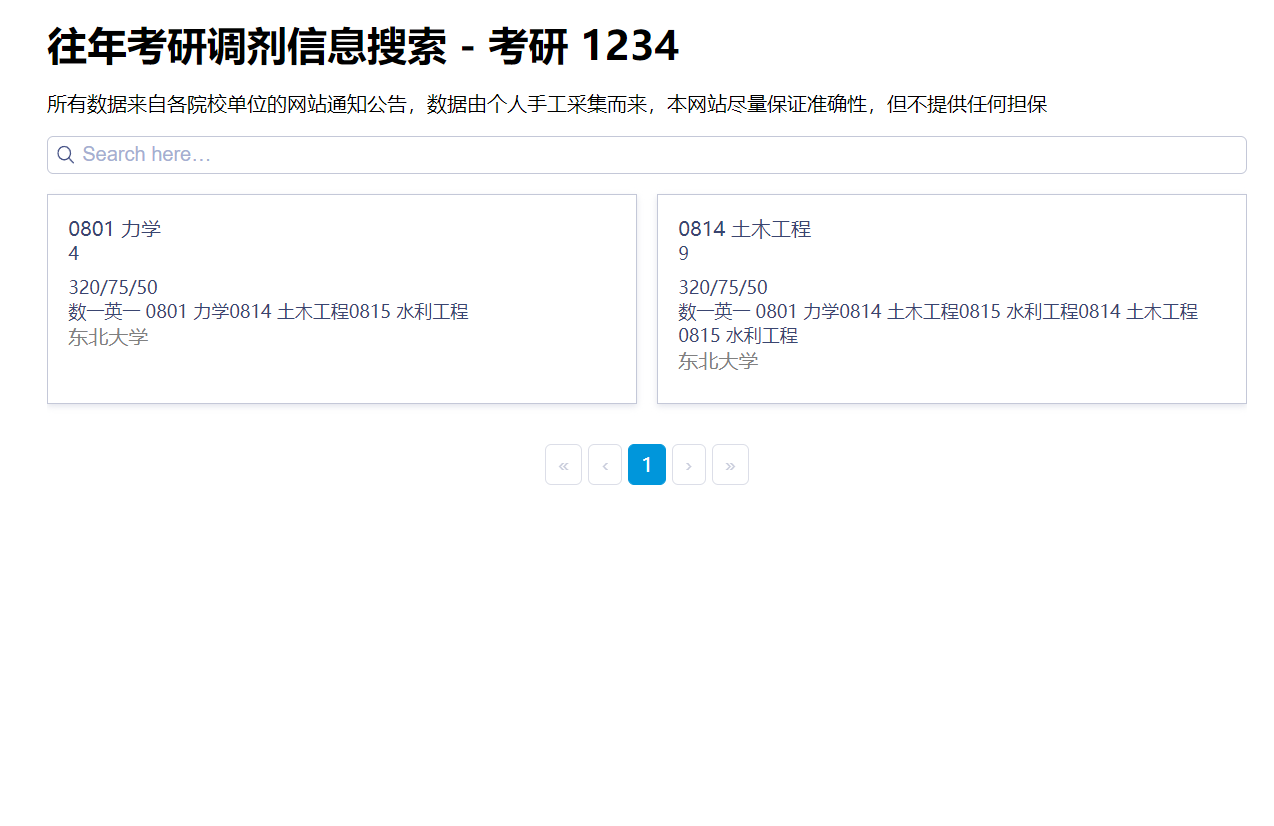 往年考研调剂信息搜索 - 考研 1234
所有数据来自各院校单位的网站通知公告，数据由个人手工采集而来，本网站尽量保证准确性，但不提供任何担保
Search here…
0801 力学
4
320/75/50
数一英一 0801 力学0814 土木工程0815 水利工程
东北大学
0814 土木工程
9
320/75/50
数一英一 0801 力学0814 土木工程0815 水利工程0814 土木工程
0815 水利工程
东北大学
« ‹ 1 › »